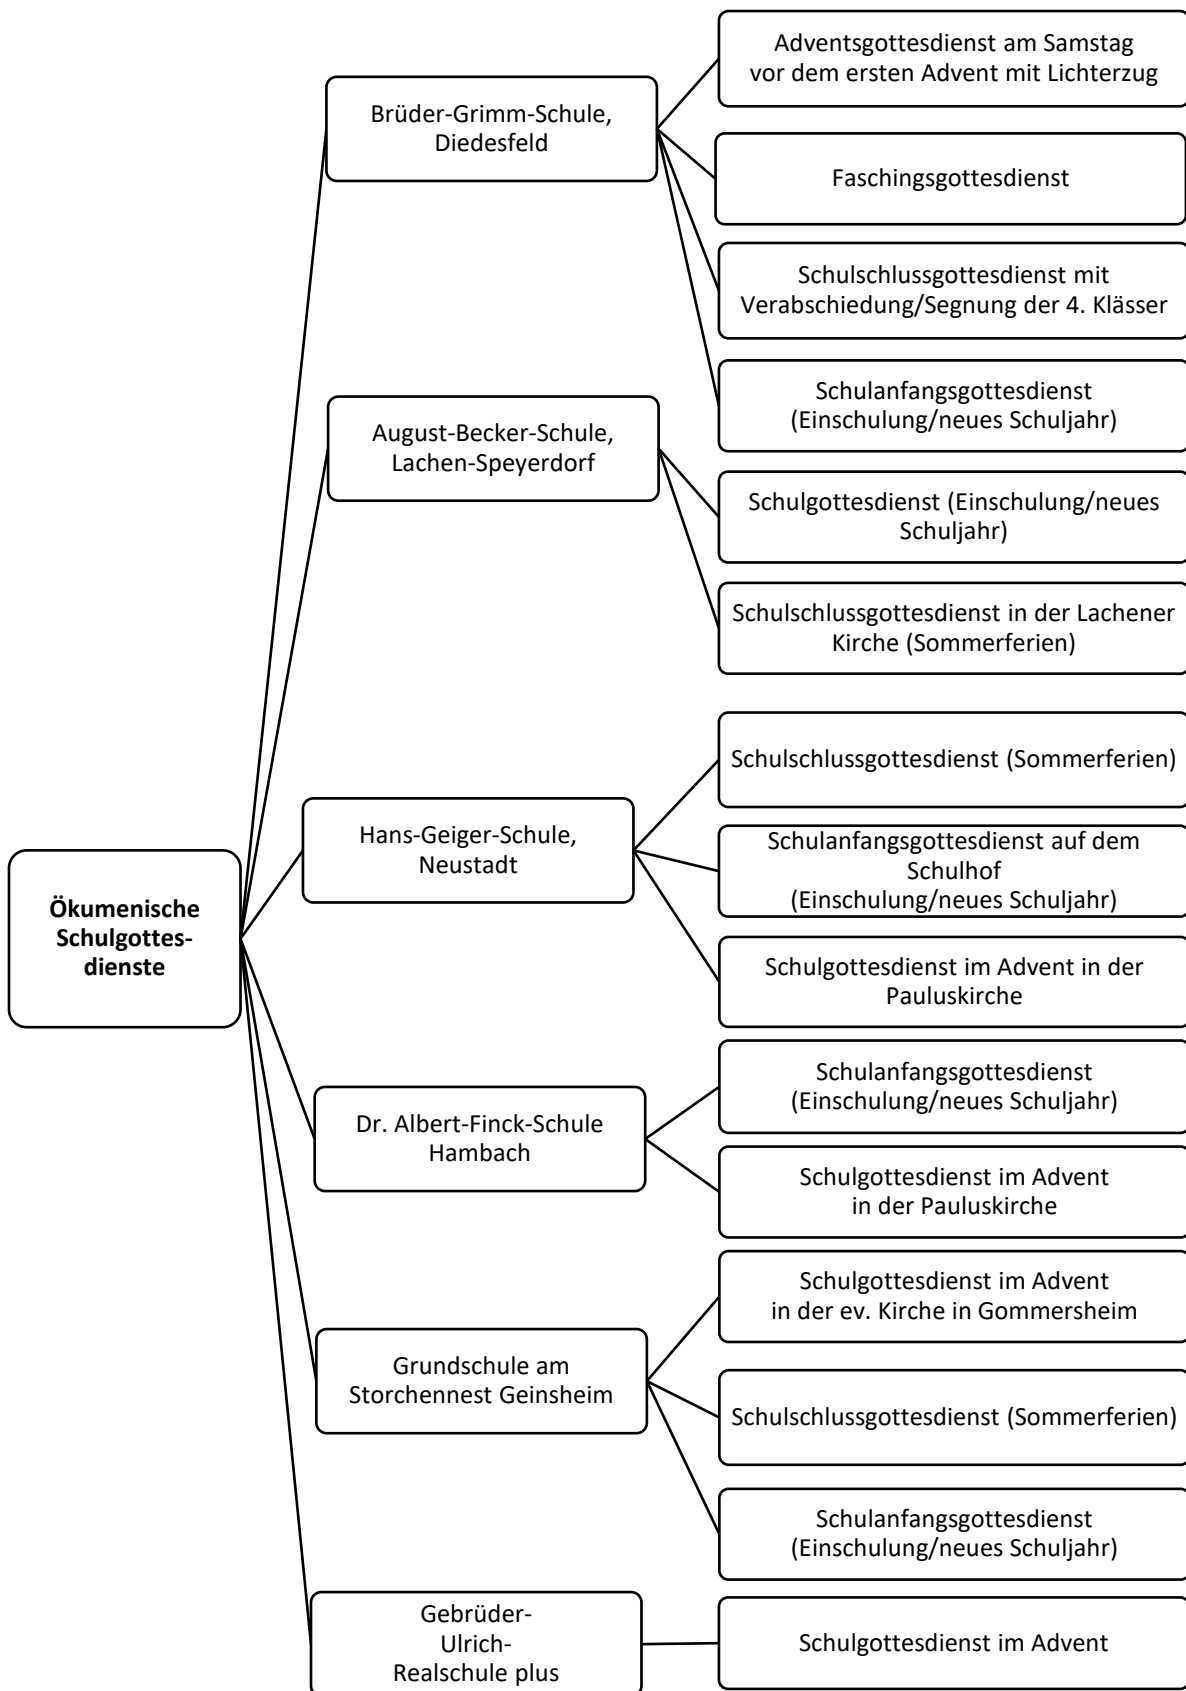 Ökumenische
Schulgottes-
dienste
Brüder-Grimm-Schule,
Diedesfeld
Adventsgottesdienst am Samstag
vor dem ersten Advent mit Lichterzug
Faschingsgottesdienst
Schulschlussgottesdienst mit
Verabschiedung/Segnung der 4. Klässer
Schulanfangsgottesdienst
(Einschulung/neues Schuljahr)
August-Becker-Schule,
Lachen-Speyerdorf
Schulgottesdienst (Einschulung/neues
Schuljahr)
Schulschlussgottesdienst in der Lachener
Kirche (Sommerferien)
Hans-Geiger-Schule,
Neustadt
Schulschlussgottesdienst (Sommerferien)
Schulanfangsgottesdienst auf dem
Schulhof
(Einschulung/neues Schuljahr)
Schulgottesdienst im Advent in der
Pauluskirche
Dr. Albert-Finck-Schule
Hambach
Schulanfangsgottesdienst
(Einschulung/neues Schuljahr)
Schulgottesdienst im Advent
in der Pauluskirche
Grundschule am
Storchennest Geinsheim
Schulgottesdienst im Advent
in der ev. Kirche in Gommersheim
Schulschlussgottesdienst (Sommerferien)
Schulanfangsgottesdienst
(Einschulung/neues Schuljahr)
Gebrüder-
Ulrich-
Realschule plus
Schulgottesdienst im Advent